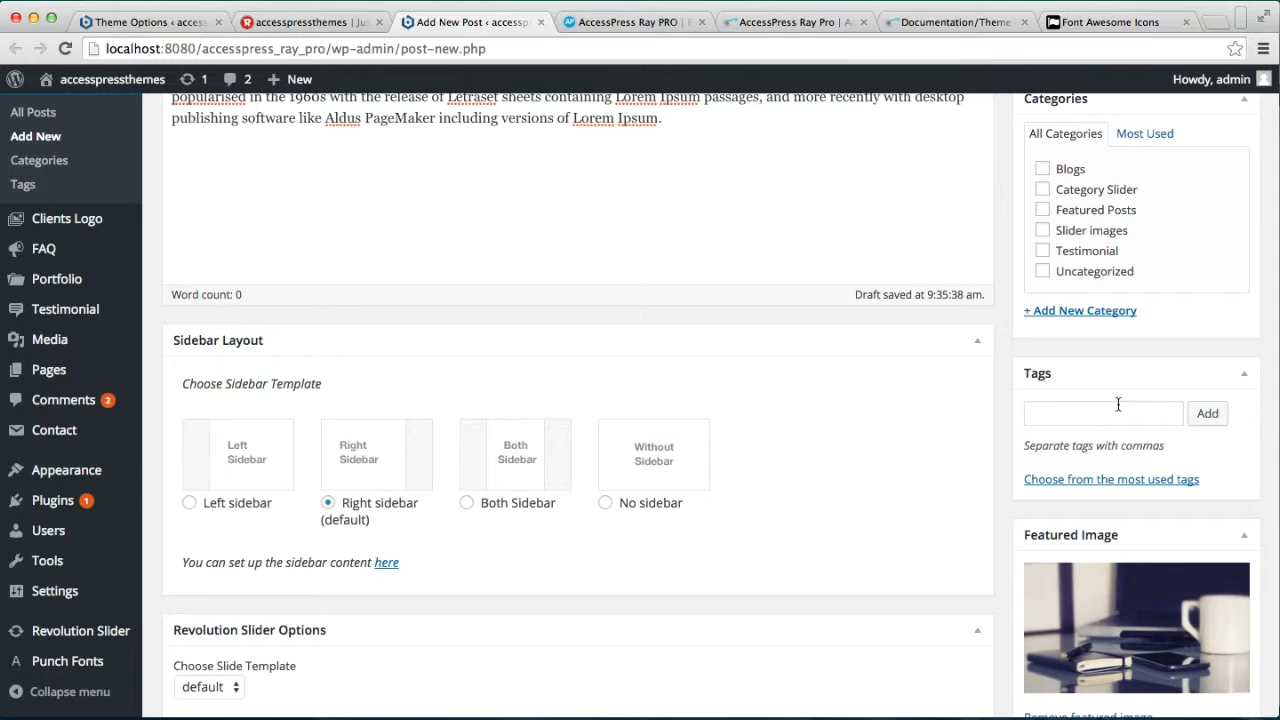 Theme Options ‹ access
accesspressthemes | Jus
Add New Post ‹ accessp
AccessPress Ray PRO | F
AccessPress Ray Pro | Ac
Documentation/Theme
Font Awesome Icons
localhost:8080/accesspress_ray_pro/wp-admin/post-new.php
accesspressthemes 1 2 + New Howdy, admin
All Posts
Add New
Categories
Tags
Clients Logo
FAQ
Portfolio
Testimonial
Media
Pages
Comments 2
Contact
Appearance
Plugins 1
Users
Tools
Settings
Revolution Slider
A Punch Fonts
Collapse menu
popularised in the 1960s with the release of Letraset sheets containing Lorem Ipsum passages, and more recently with desktop
publishing software like Aldus PageMaker including versions of Lorem Ipsum.
Word count: 0 Draft saved at 9:35:38 am.
Sidebar Layout
Choose Sidebar Template
Left
Sidebar
Right
Sidebar
Both
Sidebar
Without
Sidebar
Left sidebar
Right sidebar
(default)
Both Sidebar
No sidebar
You can set up the sidebar content here
Revolution Slider Options
Choose Slide Template
default
Categories
All Categories Most Used
Blogs
Category Slider
Featured Posts
Slider images
Testimonial
Uncategorized
+ Add New Category
Tags
Add
Separate tags with commas
Choose from the most used tags
Featured Image
Remove featured image